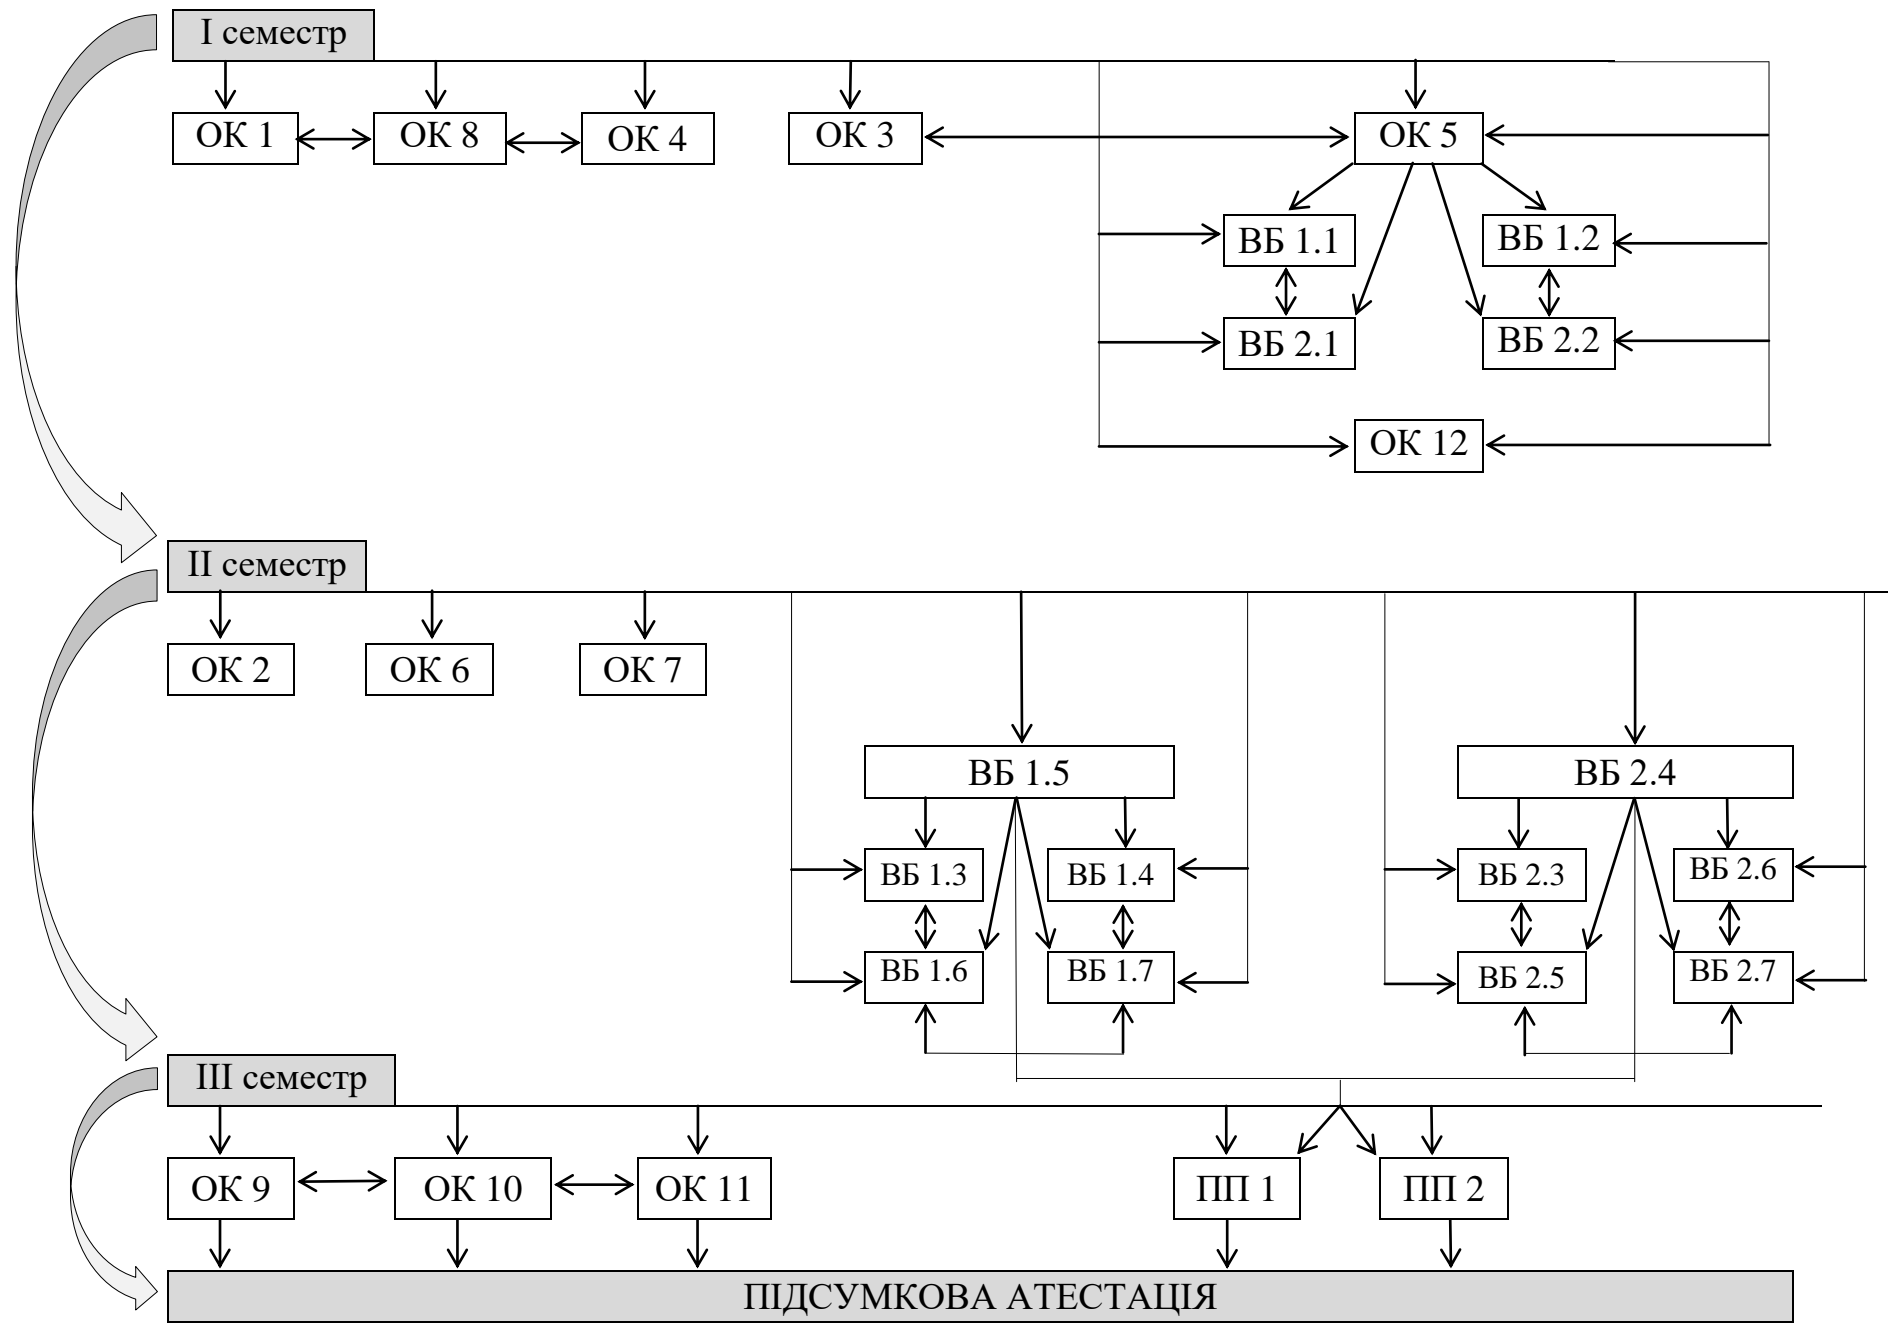 І семестр
ОК 1
ОК 8
ОК 4
ОК 3
ОК 5
ВБ 1.1
ВБ 1.2
ВБ 2.1
ВБ 2.2
ОК 12
ІІ семестр
ОК 2
ОК 6
ОК 7
ВБ 1.5
ВБ 2.4
ВБ 1.3
ВБ 1.4
ВБ 2.3
ВБ 2.6
ВБ 1.6
ВБ 1.7
ВБ 2.5
ВБ 2.7
ІІІ семестр
ОК 9
ОК 10
ОК 11
ПП 1
ПП 2
ПІДСУМКОВА АТЕСТАЦІЯ